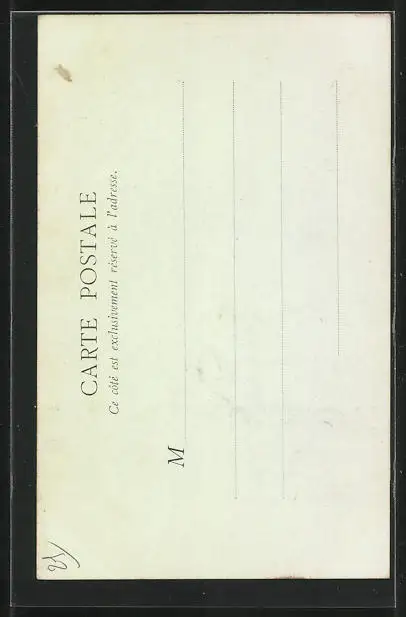 CARTE POSTALE
Ce côté est exclusivement réservé à l'adresse.
M